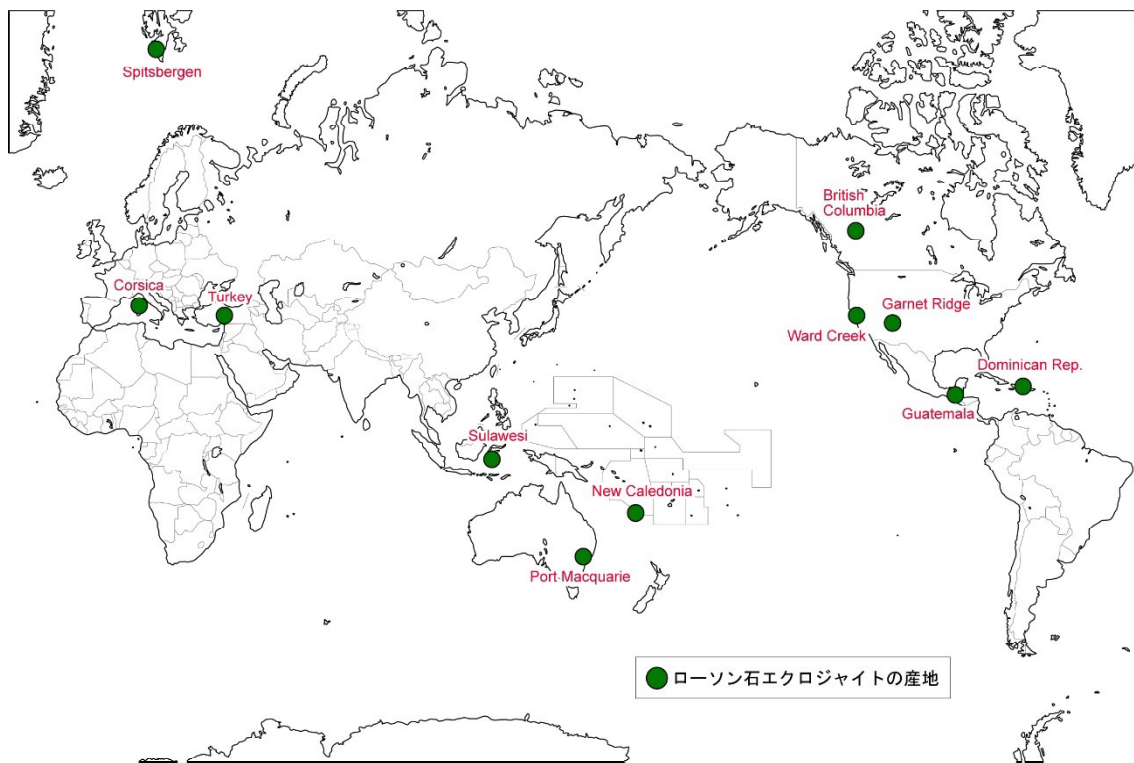 Spitsbergen
British
Columbia
Corsica
Turkey
Garnet Ridge
Ward Creek
Dominican Rep.
Guatemala
Sulawesi
New Caledonia
Port Macquarie
ローソン石エクロジャイトの産地